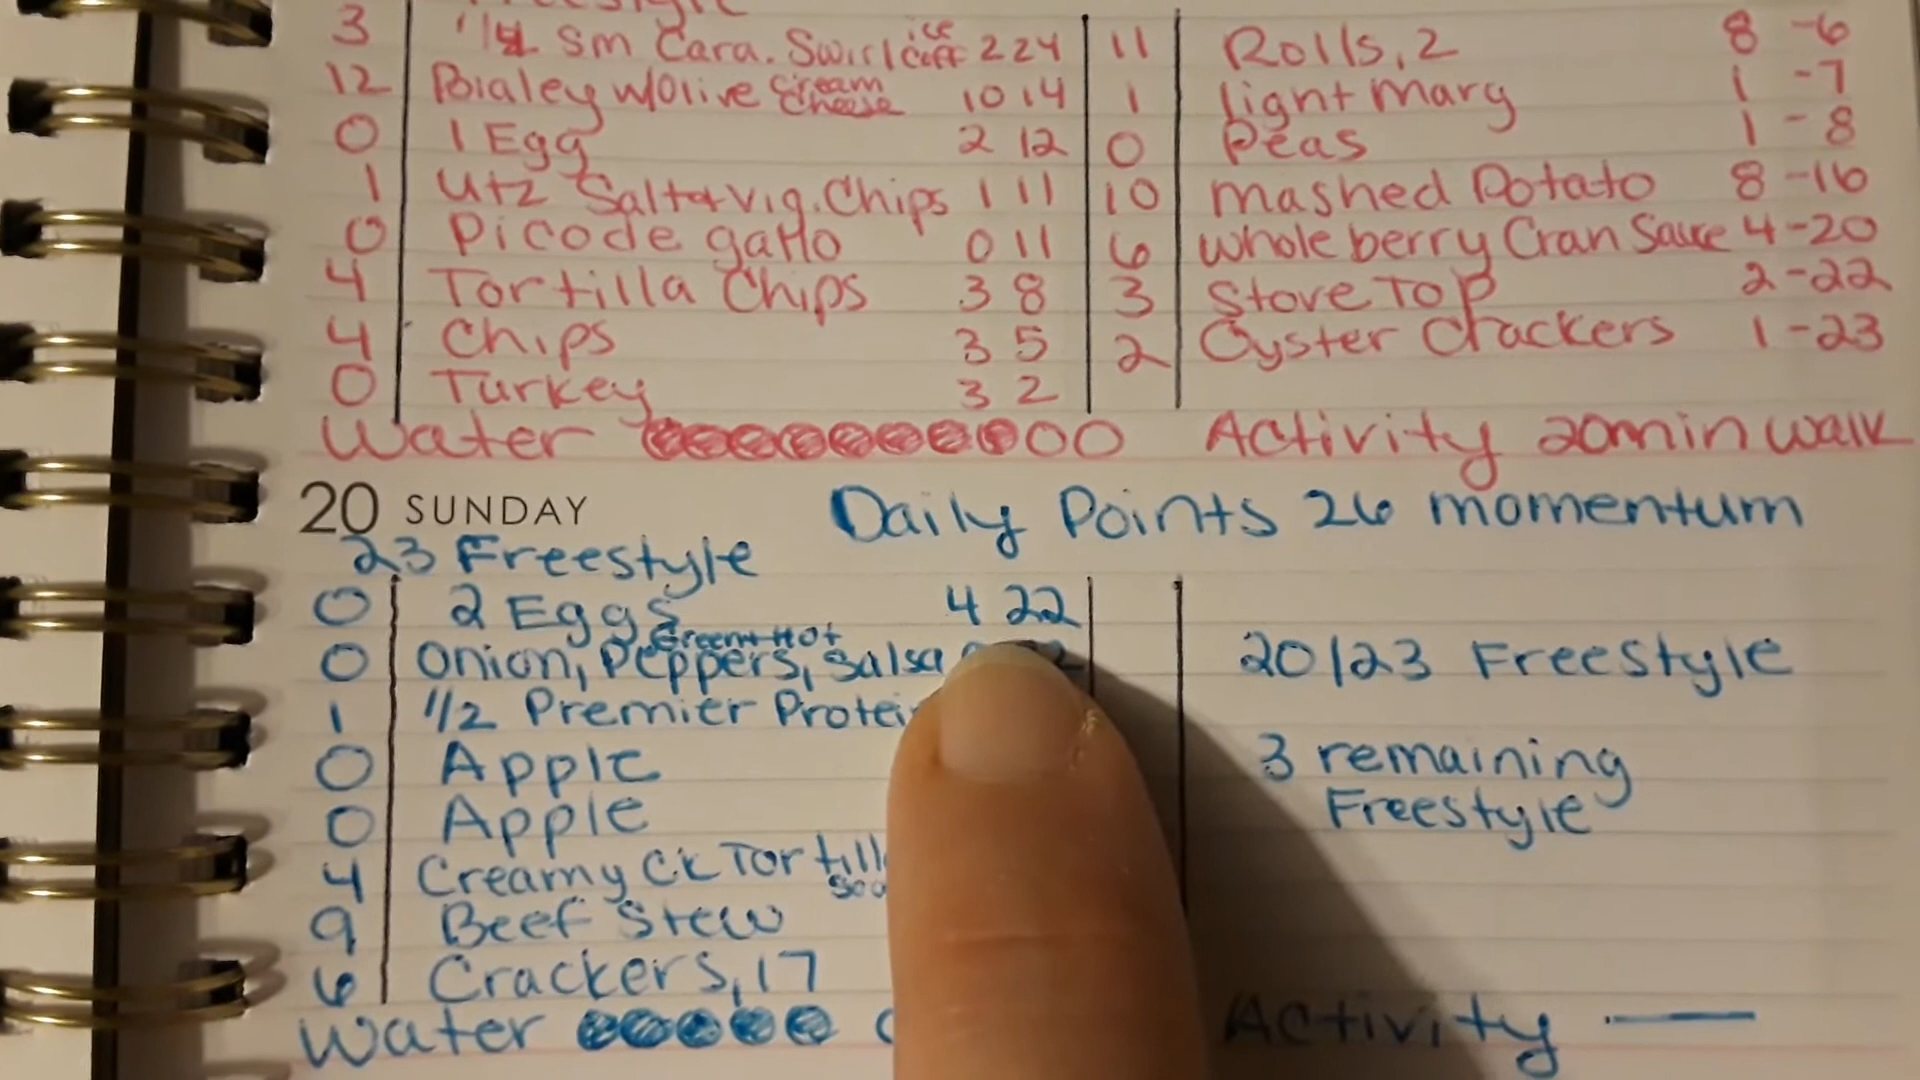 3 1/4 sm Cara. Swirl ice coff 2 24 11 Rolls, 2 8 -6
12 Bialey w/olive cream cheese 10 14 1 light marg 1 -7
0 1 Egg 2 12 0 Peas 1 -8
1 Utz Salt+vig. Chips 1 11 10 mashed Potato 8 -16
0 Pico de gallo 0 11 6 whole berry Cran Sauce 4 -20
4 Tortilla Chips 3 8 3 Stove Top 2 -22
4 Chips 3 5 2 Oyster Crackers 1 -23
0 Turkey 3 2
Water Activity 20min walk
20 SUNDAY Daily Points 26 momentum
23 Freestyle
0 2 Eggs 4 22
0 Onion, Green + Hot Peppers, Salsa 20/23 Freestyle
1 1/2 Premier
0 Apple 3 remaining
0 Apple Freestyle
4 Creamy CK
9 Beef Stew
6 Crackers, 17
Water Activity —